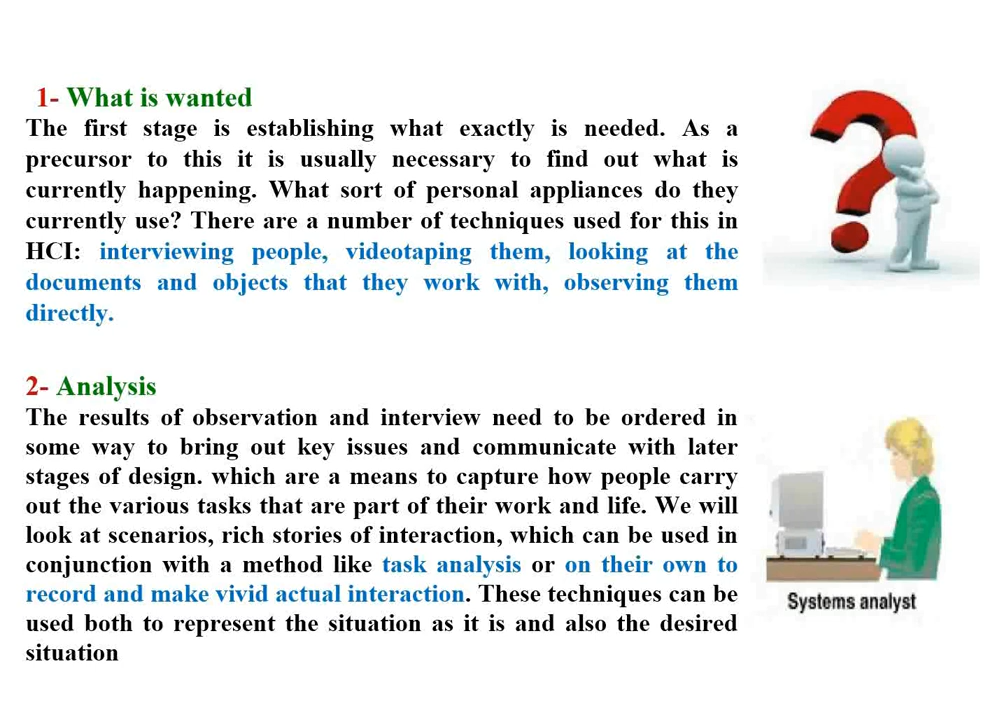 1- What is wanted
The first stage is establishing what exactly is needed. As a
precursor to this it is usually necessary to find out what is
currently happening. What sort of personal appliances do they
currently use? There are a number of techniques used for this in
HCI: interviewing people, videotaping them, looking at the
documents and objects that they work with, observing them
directly.
2- Analysis
The results of observation and interview need to be ordered in
some way to bring out key issues and communicate with later
stages of design. which are a means to capture how people carry
out the various tasks that are part of their work and life. We will
look at scenarios, rich stories of interaction, which can be used in
conjunction with a method like task analysis or on their own to
record and make vivid actual interaction. These techniques can be
used both to represent the situation as it is and also the desired
situation
Systems analyst